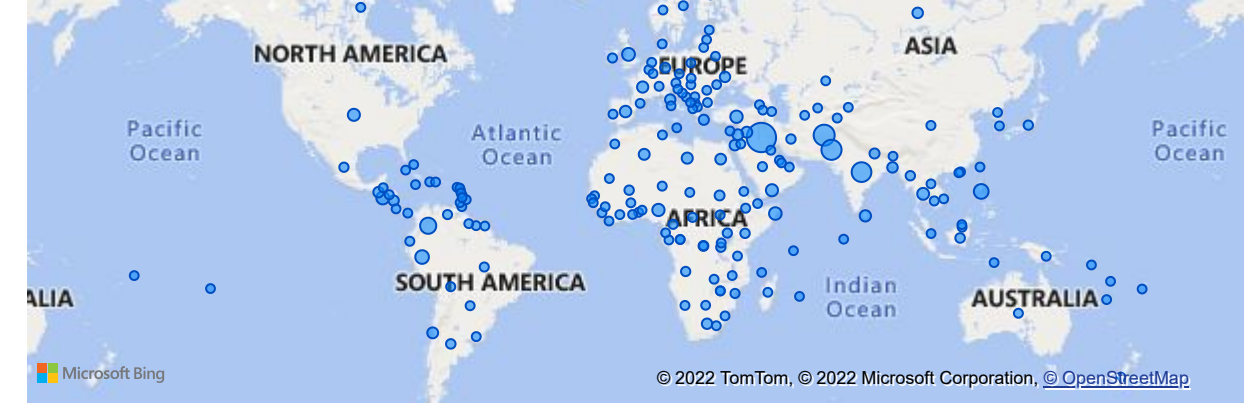 NORTH AMERICA
EUROPE
ASIA
Pacific
Ocean
Atlantic
Ocean
Pacific
Ocean
AFRICA
SOUTH AMERICA
Indian
Ocean
ALIA
AUSTRALIA
Microsoft Bing
© 2022 TomTom, © 2022 Microsoft Corporation, © OpenStreetMap